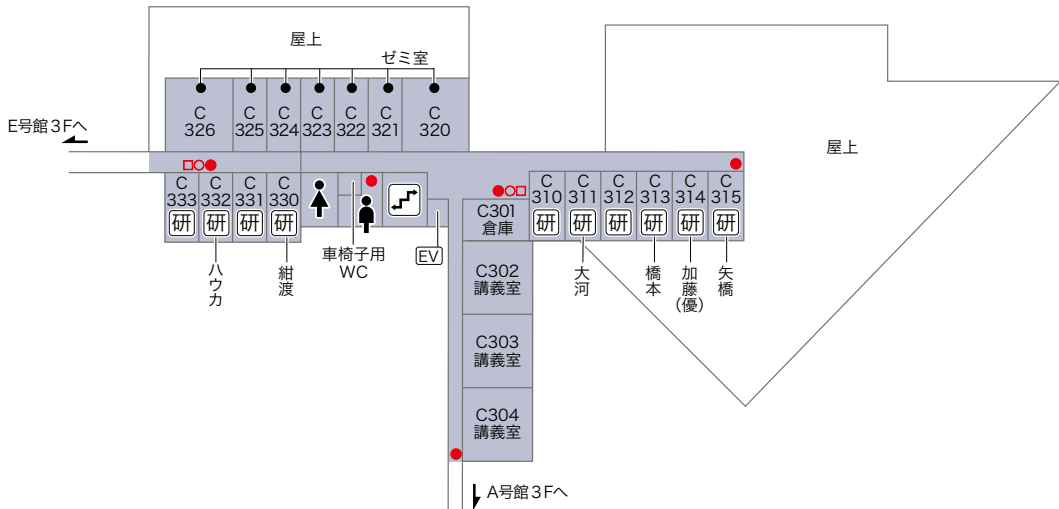 屋上
ゼミ室
C
326
C
325
C
324
C
323
C
322
C
321
C
320
E号館3Fへ
屋上
C
333
研
C
332
研
C
331
研
C
330
研
C301
倉庫
C
310
研
C
311
研
C
312
研
C
313
研
C
314
研
C
315
研
ハウカ
紺渡
車椅子用
WC
EV
C302
講義室
大河
橋本
加藤
(優)
矢橋
C303
講義室
C304
講義室
A号館3Fへ